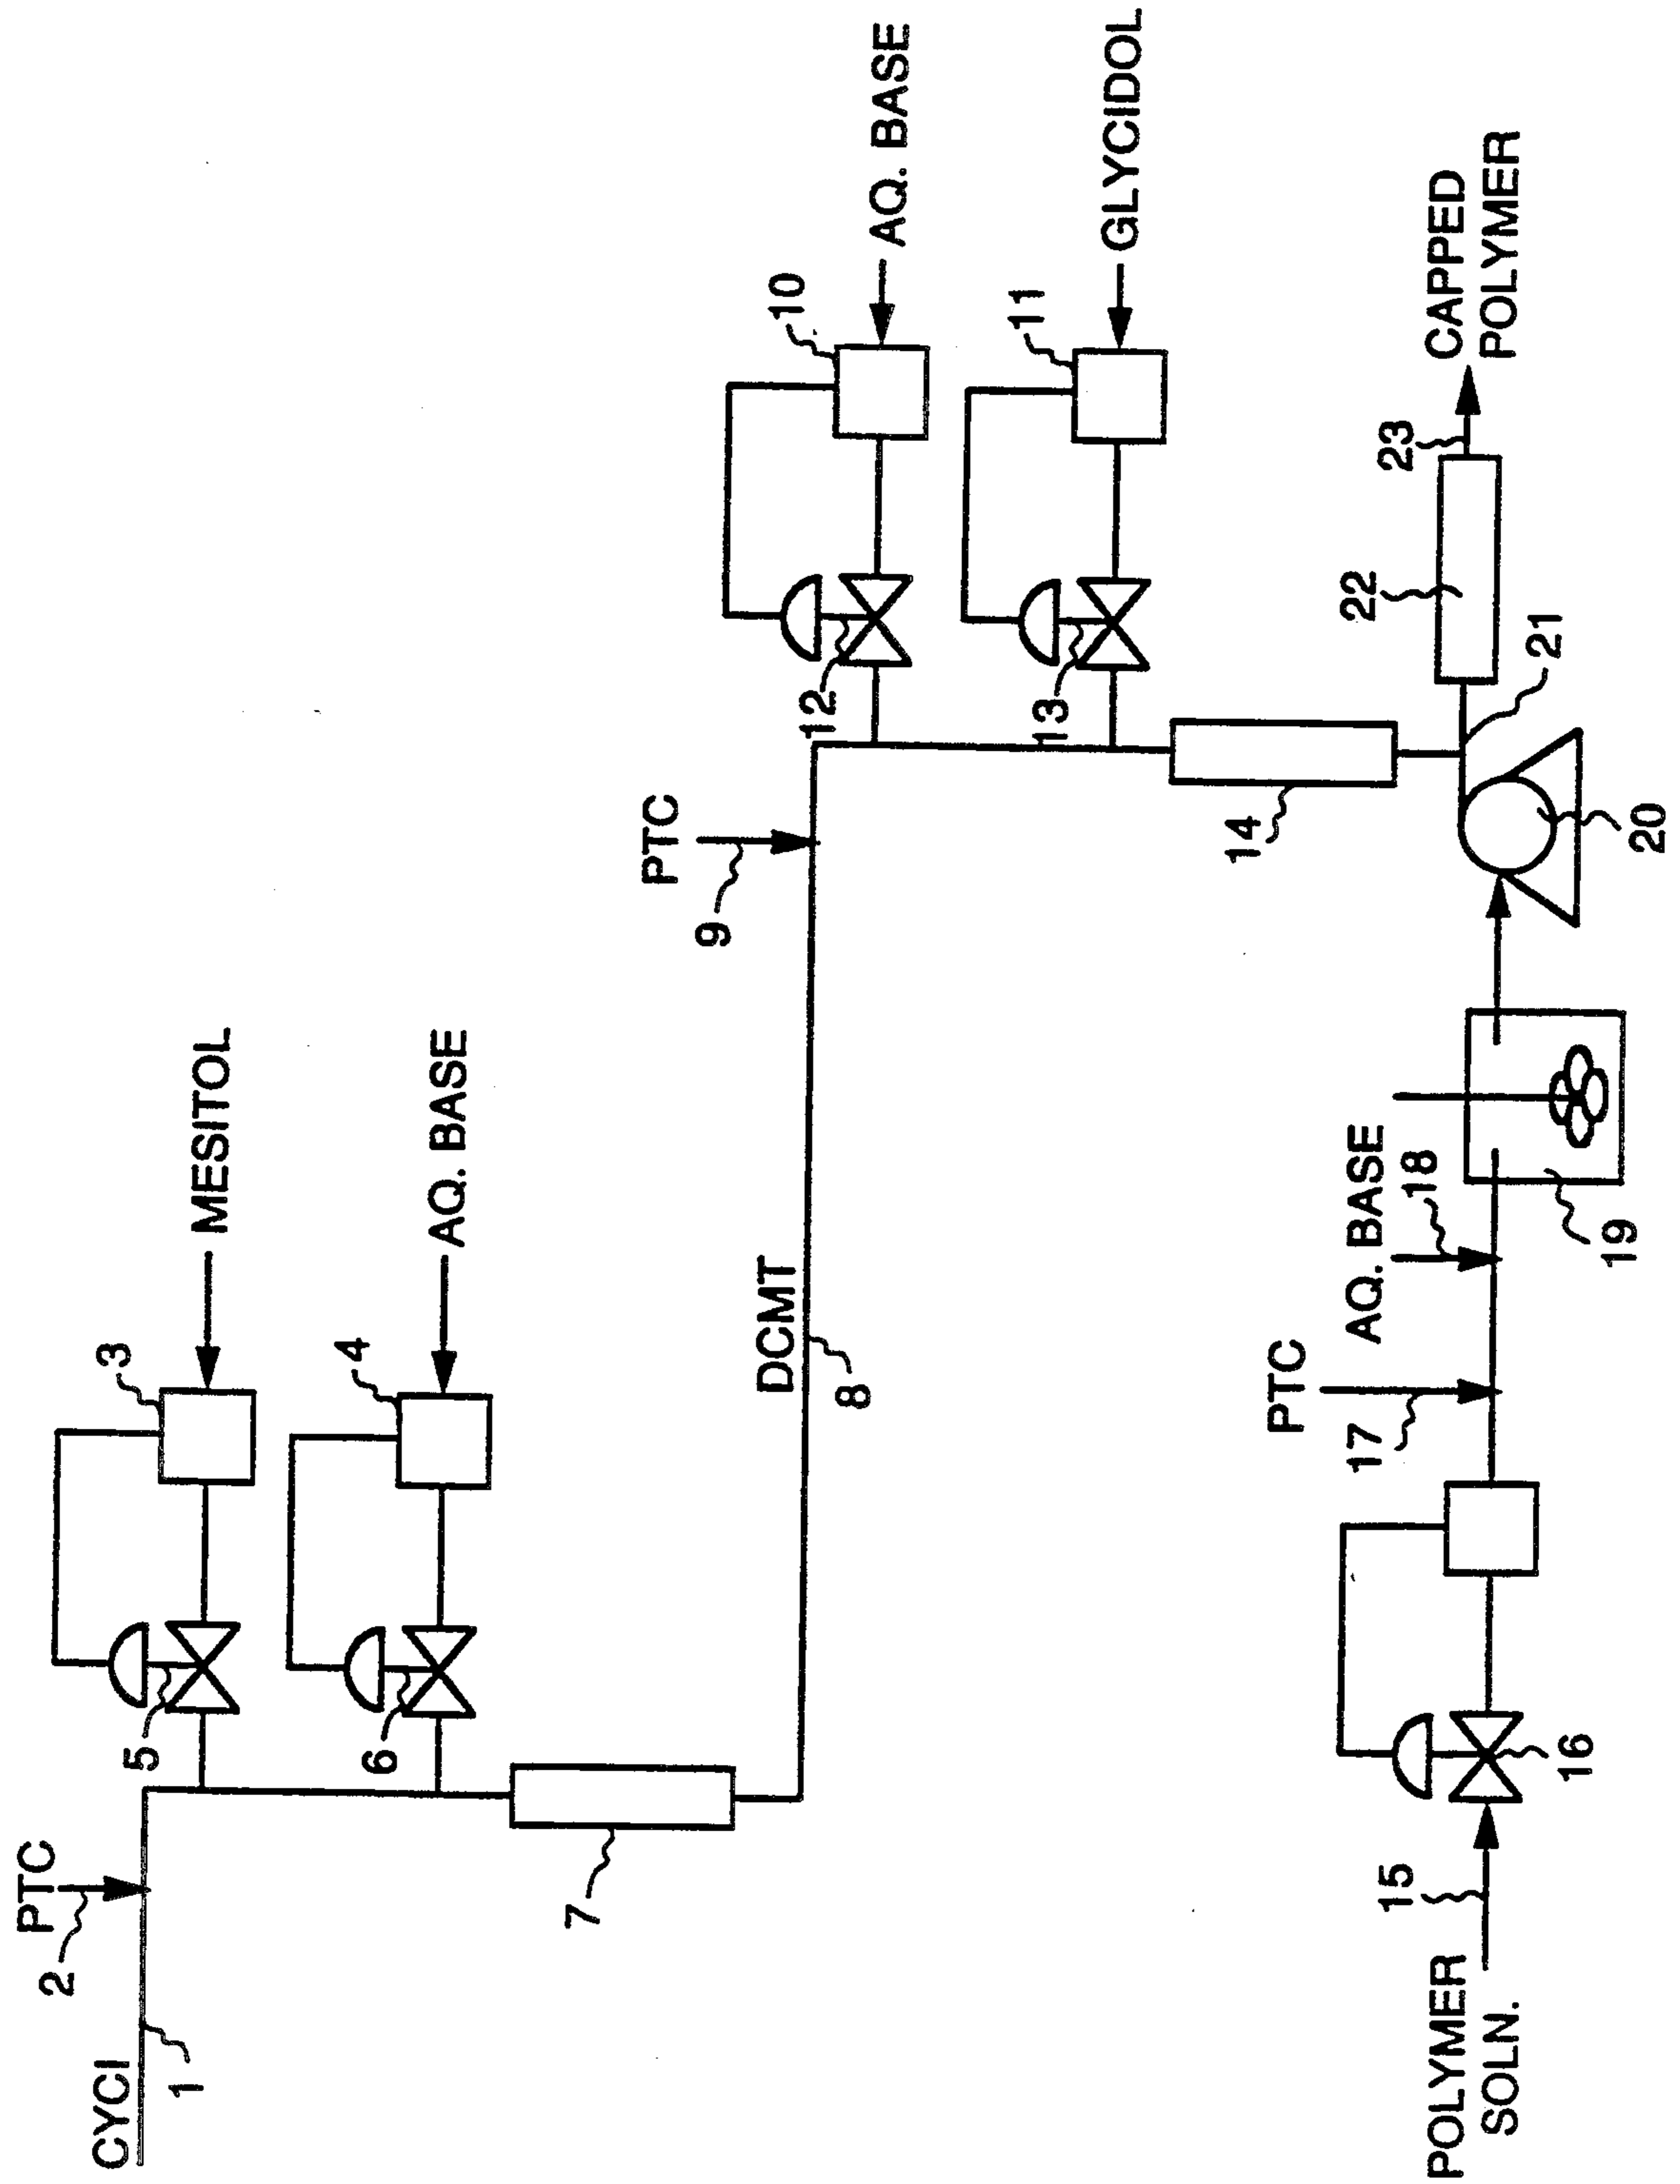 CYCl
1
PTC
2
3
MESITOL
5
4
AQ. BASE
6
7
DCMT
8
PTC
9
10
AQ. BASE
12
11
GLYCIDOL
13
14
POLYMER
SOLN.
15
16
PTC
17
AQ. BASE
18
19
20
21
22
23
CAPPED
POLYMER